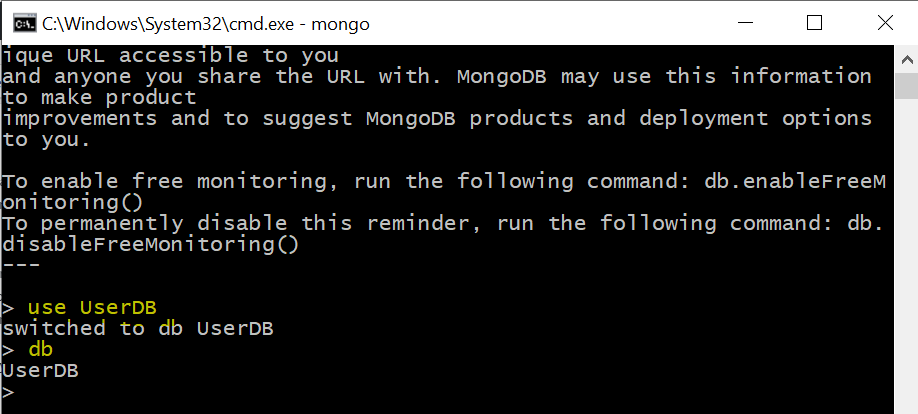 C:\Windows\System32\cmd.exe - mongo
ique URL accessible to you
and anyone you share the URL with. MongoDB may use this information
to make product
improvements and to suggest MongoDB products and deployment options
to you.
To enable free monitoring, run the following command: db.enableFreeM
onitoring()
To permanently disable this reminder, run the following command: db.
disableFreeMonitoring()
---
> use UserDB
switched to db UserDB
> db
UserDB
>